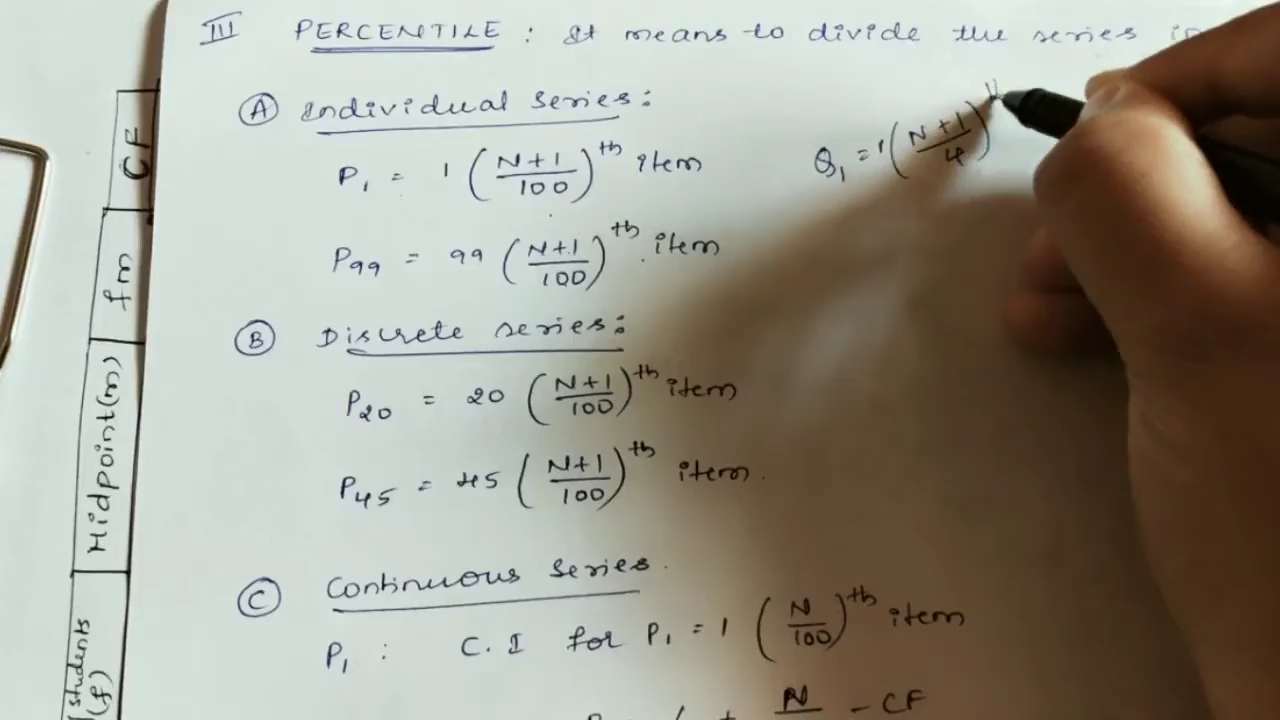 III PERCENTILE : It means to divide the series in
A Individual series:
P1 = 1 (N+1/100)th item
Q1 = 1(N+1/4)
P99 = 99 (N+1/100)th item
B Discrete series:
P20 = 20 (N+1/100)th item
P45 = 45 (N+1/100)th item.
C Continuous series.
P1 : C.I for P1 = 1 (N/100)th item
N - CF
CF
fm
Midpoint(m)
students
(f)